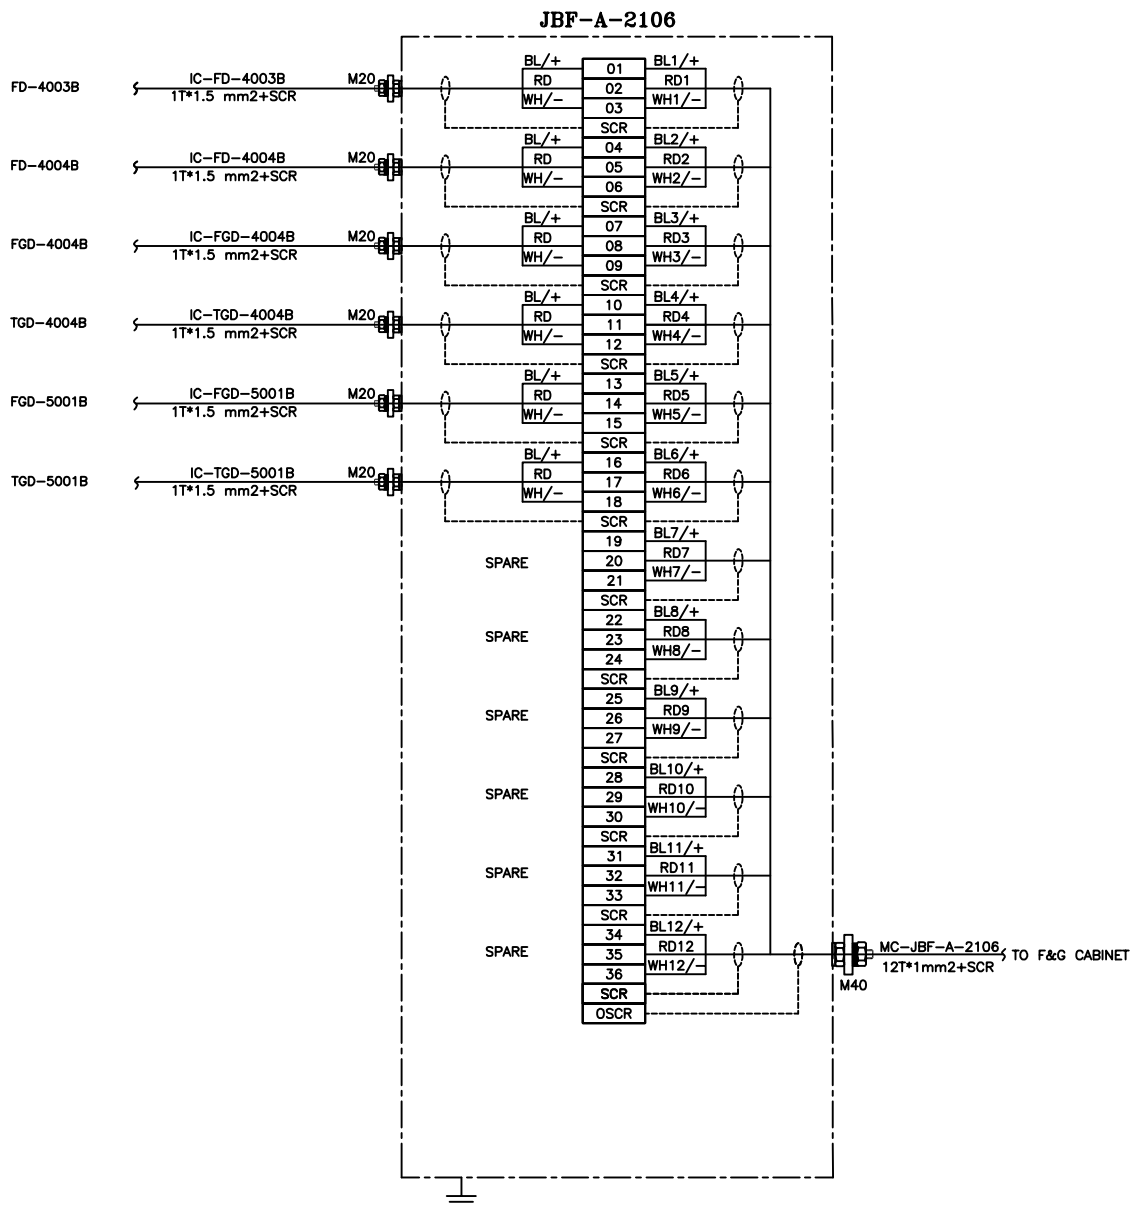 JBF-A-2106
FD-4003B
IC-FD-4003B
1T*1.5 mm2+SCR
M20
BL/+
RD
WH/-
01
02
03
SCR
BL1/+
RD1
WH1/-
FD-4004B
IC-FD-4004B
1T*1.5 mm2+SCR
M20
BL/+
RD
WH/-
04
05
06
SCR
BL2/+
RD2
WH2/-
FGD-4004B
IC-FGD-4004B
1T*1.5 mm2+SCR
M20
BL/+
RD
WH/-
07
08
09
SCR
BL3/+
RD3
WH3/-
TGD-4004B
IC-TGD-4004B
1T*1.5 mm2+SCR
M20
BL/+
RD
WH/-
10
11
12
SCR
BL4/+
RD4
WH4/-
FGD-5001B
IC-FGD-5001B
1T*1.5 mm2+SCR
M20
BL/+
RD
WH/-
13
14
15
SCR
BL5/+
RD5
WH5/-
TGD-5001B
IC-TGD-5001B
1T*1.5 mm2+SCR
M20
BL/+
RD
WH/-
16
17
18
SCR
BL6/+
RD6
WH6/-
SPARE
19
20
21
SCR
BL7/+
RD7
WH7/-
SPARE
22
23
24
SCR
BL8/+
RD8
WH8/-
SPARE
25
26
27
SCR
BL9/+
RD9
WH9/-
SPARE
28
29
30
SCR
BL10/+
RD10
WH10/-
SPARE
31
32
33
SCR
BL11/+
RD11
WH11/-
SPARE
34
35
36
SCR
OSCR
BL12/+
RD12
WH12/-
M40
MC-JBF-A-2106
12T*1mm2+SCR
TO F&G CABINET